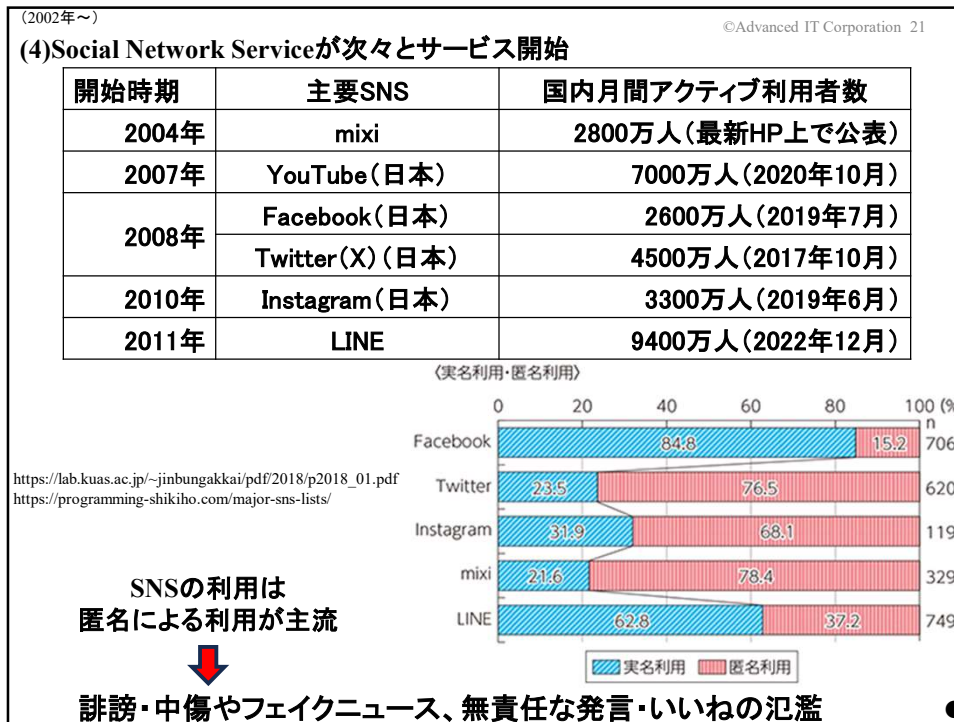 (2002年~)
©Advanced IT Corporation 21
(4)Social Network Serviceが次々とサービス開始
開始時期 主要SNS 国内月間アクティブ利用者数
2004年 mixi 2800万人(最新HP上で公表)
2007年 YouTube(日本) 7000万人(2020年10月)
2008年 Facebook(日本) 2600万人(2019年7月)
Twitter(X)(日本) 4500万人(2017年10月)
2010年 Instagram(日本) 3300万人(2019年6月)
2011年 LINE 9400万人(2022年12月)
〈実名利用・匿名利用〉
0 20 40 60 80 100 (%
n
Facebook 84.8 15.2 706
https://lab.kuas.ac.jp/~jinbungakkai/pdf/2018/p2018_01.pdf
https://programming-shikiho.com/major-sns-lists/
Twitter 23.5 76.5 620
Instagram 31.9 68.1 119
mixi 21.6 78.4 329
LINE 62.8 37.2 749
実名利用 匿名利用
SNSの利用は
匿名による利用が主流
誹謗・中傷やフェイクニュース、無責任な発言・いいねの氾濫